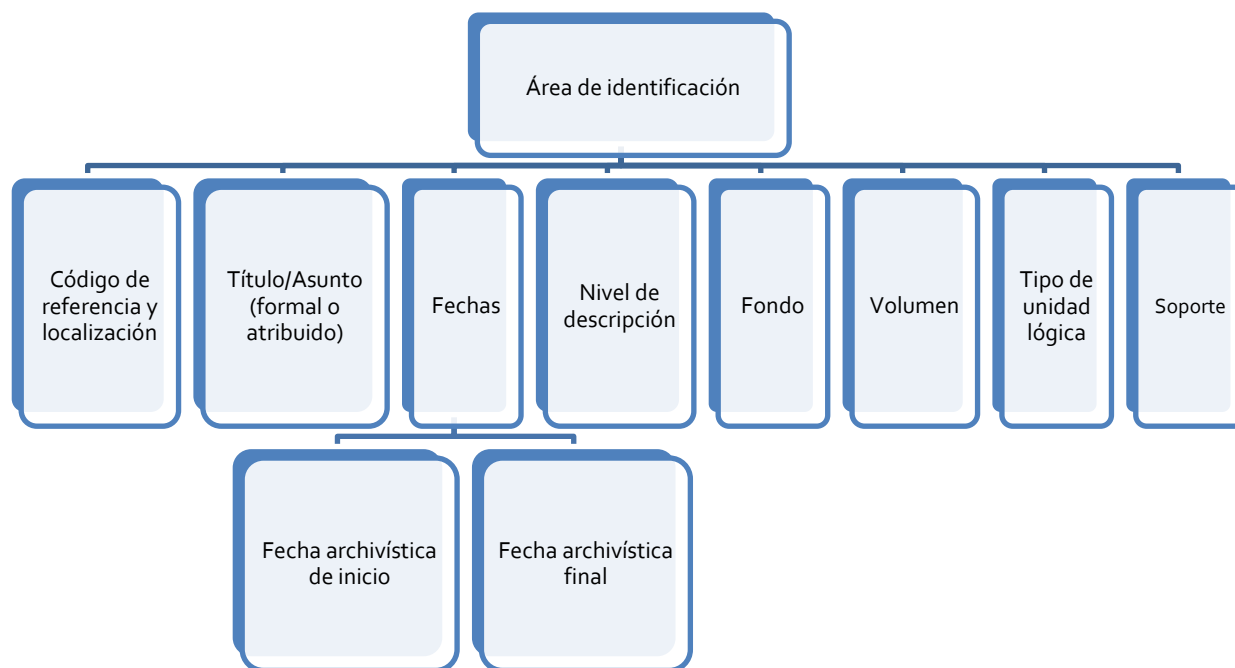 Área de identificación
Código de
referencia y
localización
Título/Asunto
(formal o
atribuido)
Fechas
Nivel de
descripción
Fondo
Volumen
Tipo de
unidad
lógica
Soporte
Fecha archivística
de inicio
Fecha archivística
final